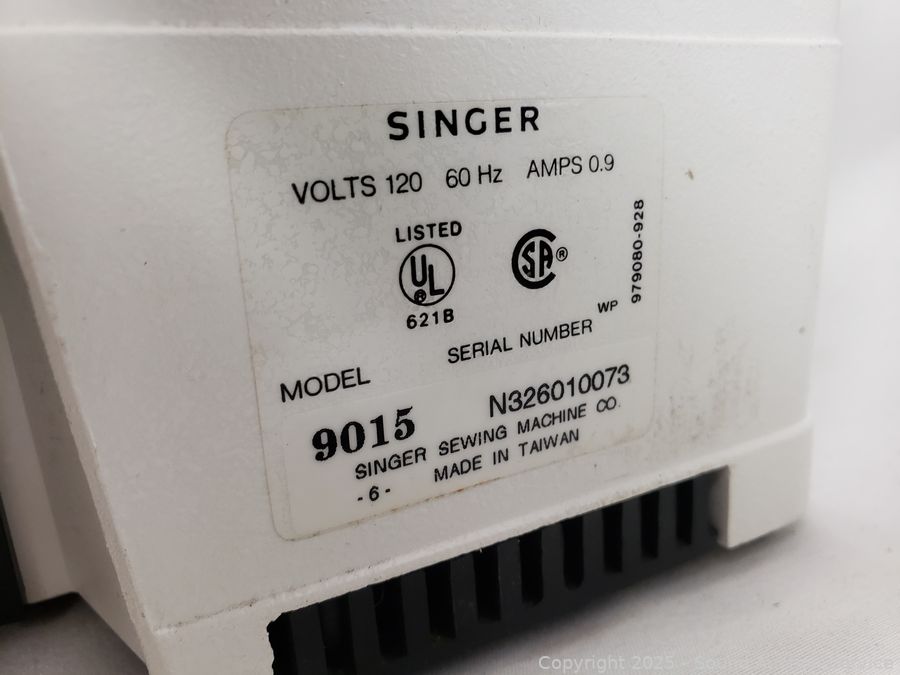 SINGER
VOLTS 120 60 Hz AMPS 0.9
LISTED
UL
®
621B
SA®
979080-928
WP
MODEL
SERIAL NUMBER
9015
N326010073
SINGER SEWING MACHINE CO.
-6- MADE IN TAIWAN
Copyright 2025 -